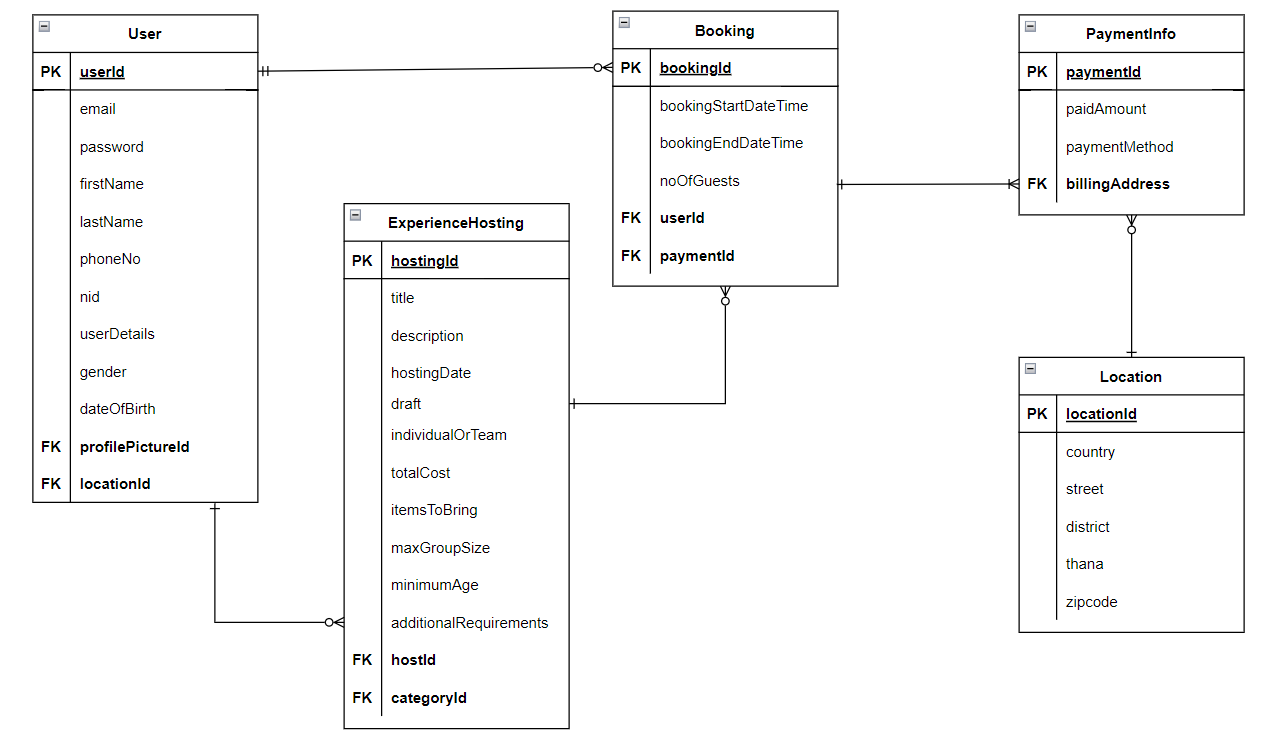 User
PK userId
email
password
firstName
lastName
phoneNo
nid
userDetails
gender
dateOfBirth
FK profilePictureId
FK locationId
ExperienceHosting
PK hostingId
title
description
hostingDate
draft
individualOrTeam
totalCost
itemsToBring
maxGroupSize
minimumAge
additionalRequirements
FK hostId
FK categoryId
Booking
PK bookingId
bookingStartDateTime
bookingEndDateTime
noOfGuests
FK userId
FK paymentId
PaymentInfo
PK paymentId
paidAmount
paymentMethod
FK billingAddress
Location
PK locationId
country
street
district
thana
zipcode